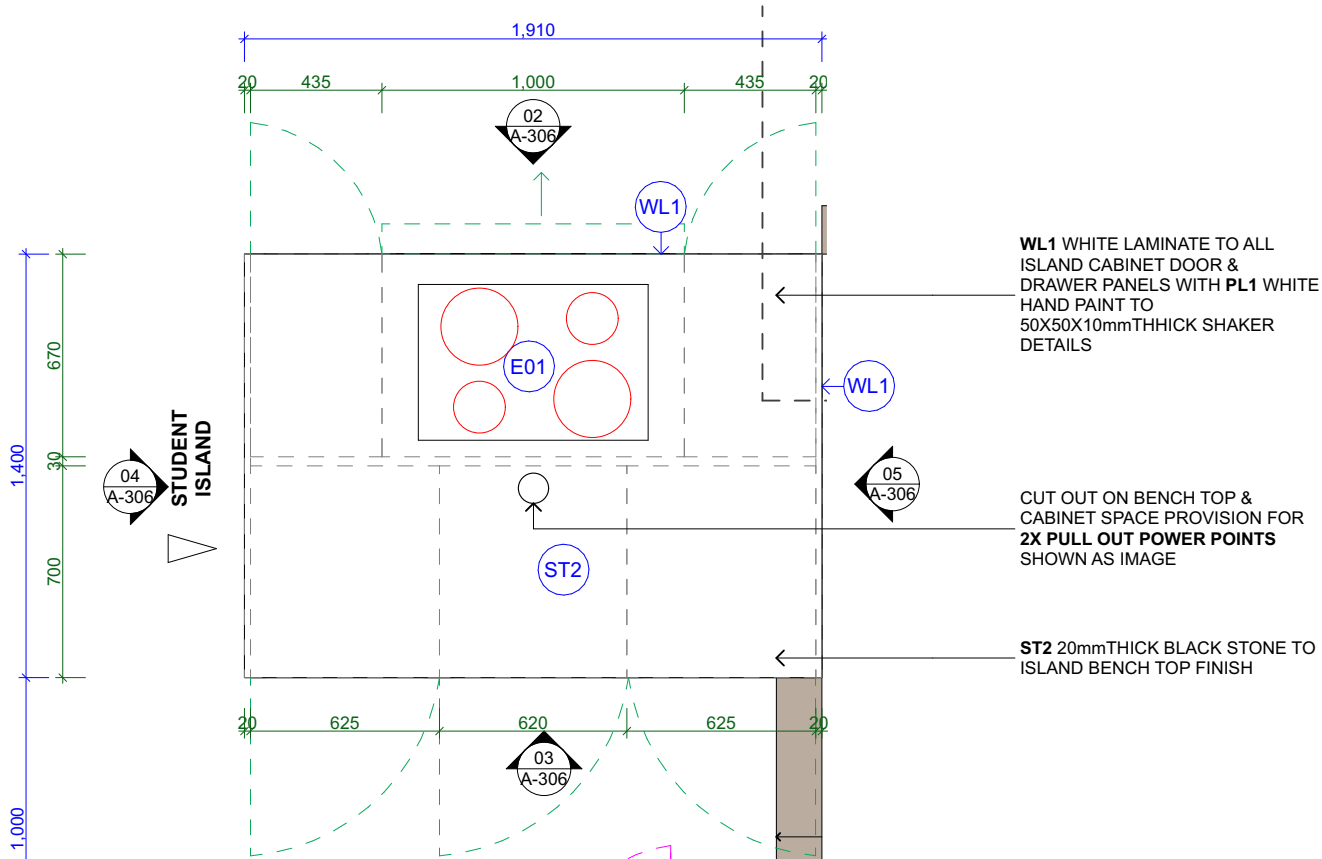 1,910
20
435
1,000
435
20
02
A-306
WL1
WL1 WHITE LAMINATE TO ALL
ISLAND CABINET DOOR &
DRAWER PANELS WITH PL1 WHITE
HAND PAINT TO
50X50X10mmTHHICK SHAKER
DETAILS
670
E01
WL1
STUDENT
ISLAND
1,400
30
04
A-306
05
A-306
CUT OUT ON BENCH TOP &
CABINET SPACE PROVISION FOR
2X PULL OUT POWER POINTS
SHOWN AS IMAGE
700
ST2
ST2 20mmTHICK BLACK STONE TO
ISLAND BENCH TOP FINISH
20
625
620
625
20
03
A-306
1,000